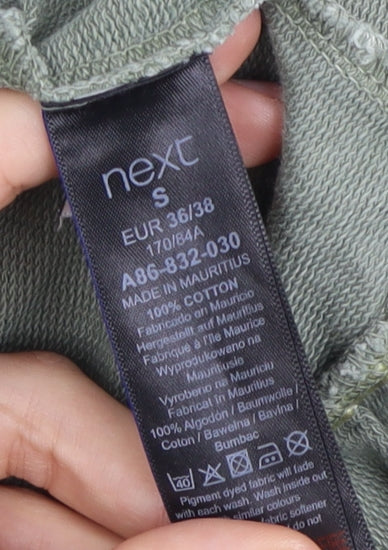 next
S
EUR 36/38
170/84A
A86-832-030
MADE IN MAURITIUS
100% COTTON
Fabricado en Mauricio
Hergestellt auf Mauritius
Fabriqué à l'île Maurice
Wyprodukowano na
Mauritiusie
Vyrobeno na Mauriciu
Fabricat în Mauritius
100% Algodón / Baumwolle /
Coton / Bawełna / Bavlna /
Bumbac
40
Pigment dyed fabric will fade
with each wash. Wash inside out
with similar colours
fabric softener
do not